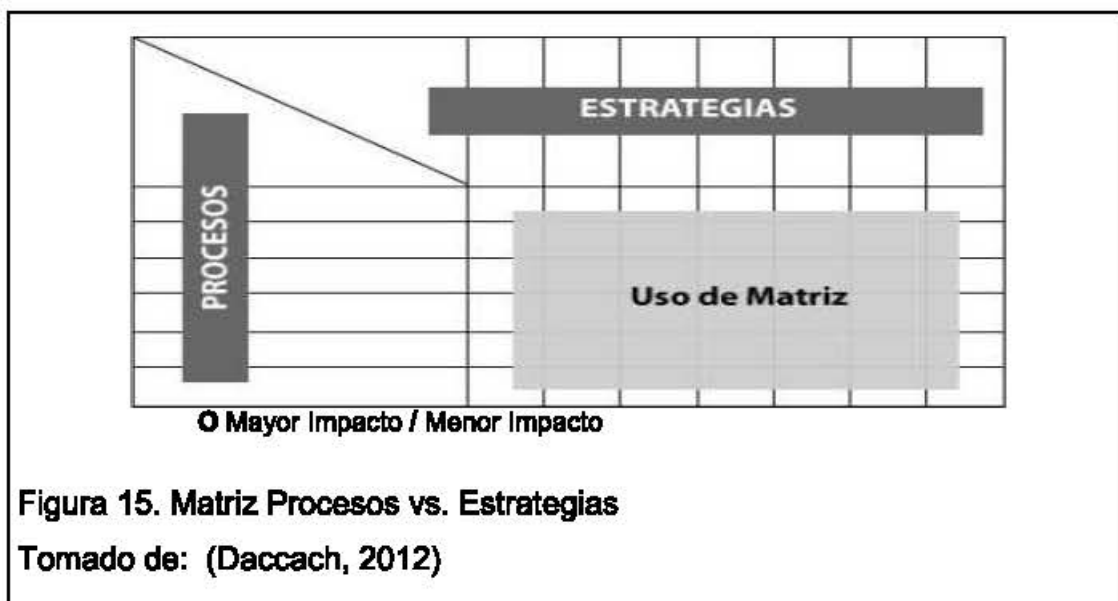 ESTRATEGIAS
PROCESOS
Uso de Matriz
O Mayor Impacto / Menor Impacto
Figura 15. Matriz Procesos vs. Estrategias
Tomado de: (Daccach, 2012)